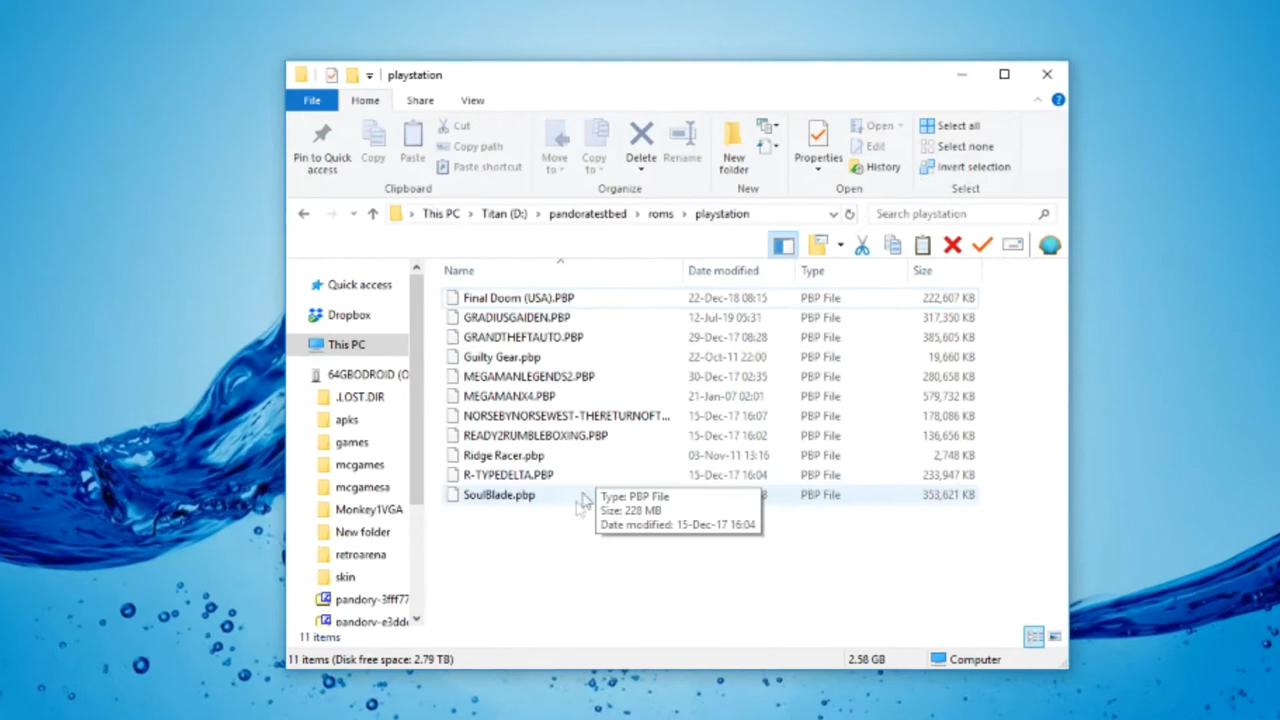 playstation
File Home Share View
Pin to Quick access
Copy
Paste
Cut
Copy path
Paste shortcut
Clipboard
Move to
Copy to
Delete
Rename
Organize
New folder
New
Properties
Open
Edit
History
Open
Select all
Select none
Invert selection
Select
This PC > Titan (D:) > pandoratestbed > roms > playstation
Search playstation
Name Date modified Type Size
Quick access
Dropbox
This PC
64GBODROID (O
.LOST.DIR
apks
games
mcgames
mcgamesa
Monkey1VGA
New folder
retroarena
skin
pandory-3fff77
pandory-e3dd
Final Doom (USA).PBP 22-Dec-18 08:15 PBP File 222,607 KB
GRADIUSGAIDEN.PBP 12-Jul-19 05:31 PBP File 317,350 KB
GRANDTHEFTAUTO.PBP 29-Dec-17 08:28 PBP File 385,605 KB
Guilty Gear.pbp 22-Oct-11 22:00 PBP File 19,660 KB
MEGAMANLEGENDS2.PBP 30-Dec-17 02:35 PBP File 280,658 KB
MEGAMANX4.PBP 21-Jan-07 02:01 PBP File 579,732 KB
NORSEBYNORSEWEST-THERETURNOFT... 15-Dec-17 16:07 PBP File 178,086 KB
READY2RUMBLEBOXING.PBP 15-Dec-17 16:02 PBP File 136,656 KB
Ridge Racer.pbp 03-Nov-11 13:16 PBP File 2,748 KB
R-TYPEDELTA.PBP 15-Dec-17 16:04 PBP File 233,947 KB
SoulBlade.pbp 8 PBP File 353,621 KB
Type: PBP File
Size: 228 MB
Date modified: 15-Dec-17 16:04
11 items
11 items (Disk free space: 2.79 TB) 2.58 GB Computer